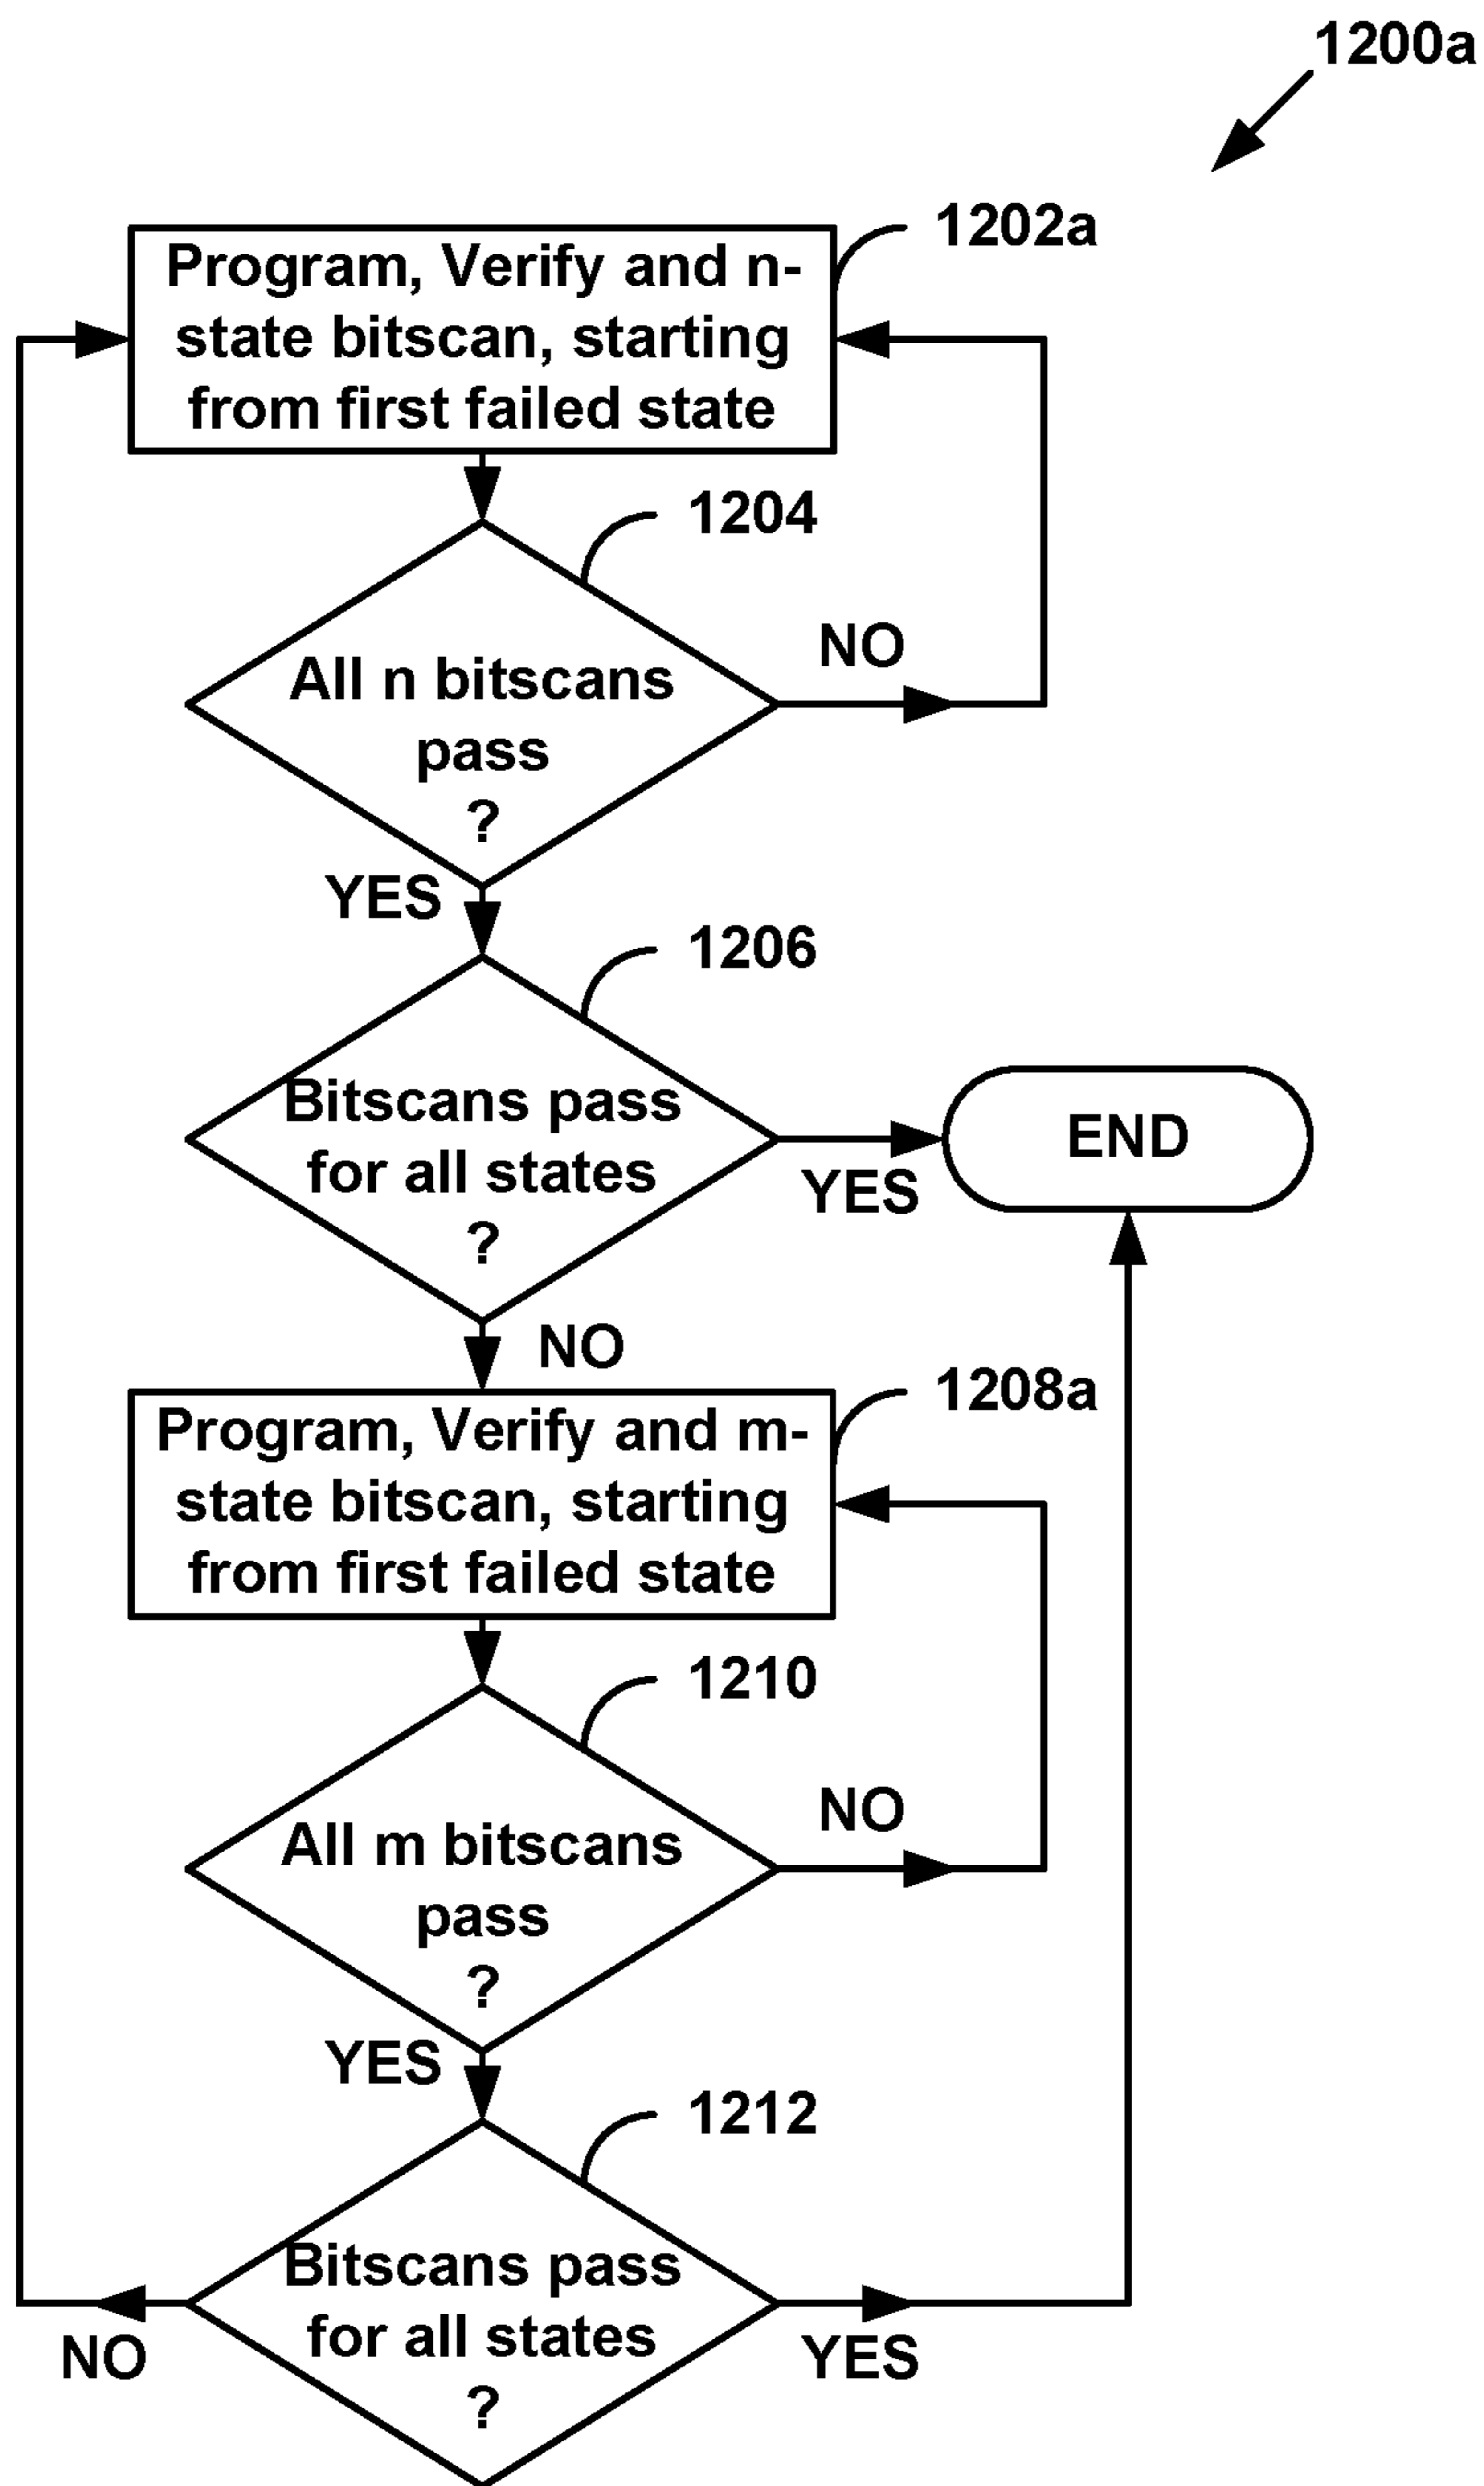 1200a
1202a
Program, Verify and n-
state bitscan, starting
from first failed state
1204
All n bitscans
pass
?
NO
YES
1206
Bitscans pass
for all states
?
YES
END
NO
1208a
Program, Verify and m-
state bitscan, starting
from first failed state
1210
All m bitscans
pass
?
NO
YES
1212
Bitscans pass
for all states
?
NO
YES